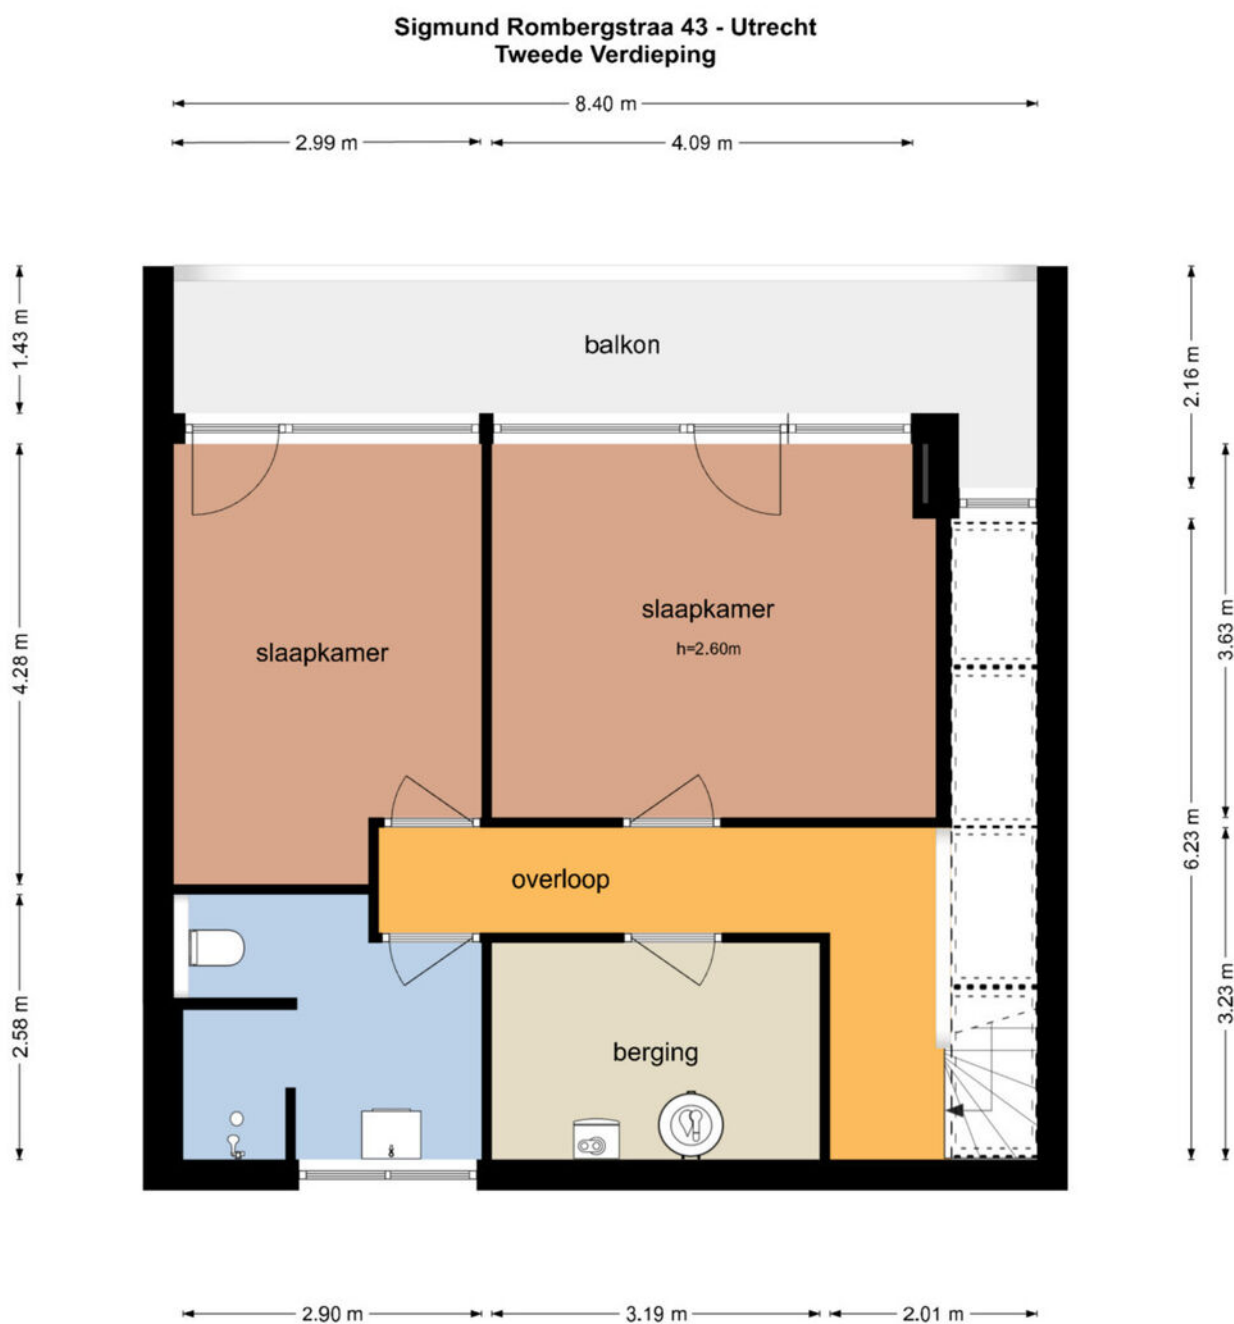 Sigmund Rombergstraa 43 - Utrecht
Tweede Verdieping
8.40 m
2.99 m
4.09 m
1.43 m
2.16 m
balkon
slaapkamer
h=2.60m
slaapkamer
4.28 m
3.63 m
6.23 m
overloop
berging
2.58 m
3.23 m
2.90 m
3.19 m
2.01 m